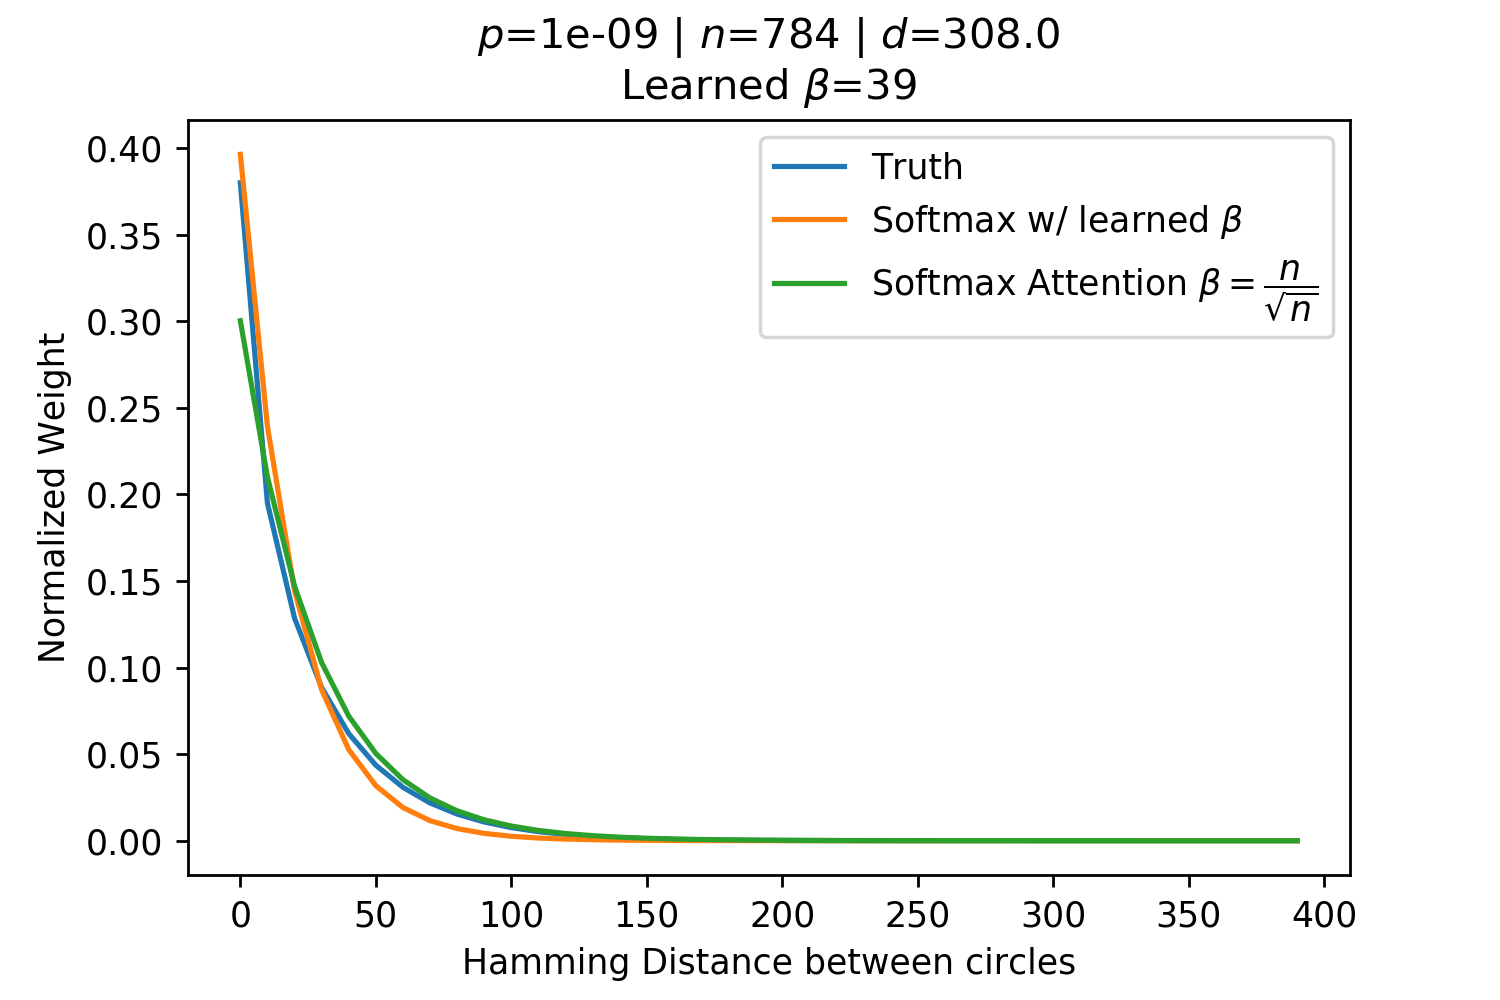 p=1e-09 | n=784 | d=308.0
Learned β=39
Truth
Softmax w/ learned β
Softmax Attention β = n/√n
Normalized Weight
0.40
0.35
0.30
0.25
0.20
0.15
0.10
0.05
0.00
0 50 100 150 200 250 300 350 400
Hamming Distance between circles